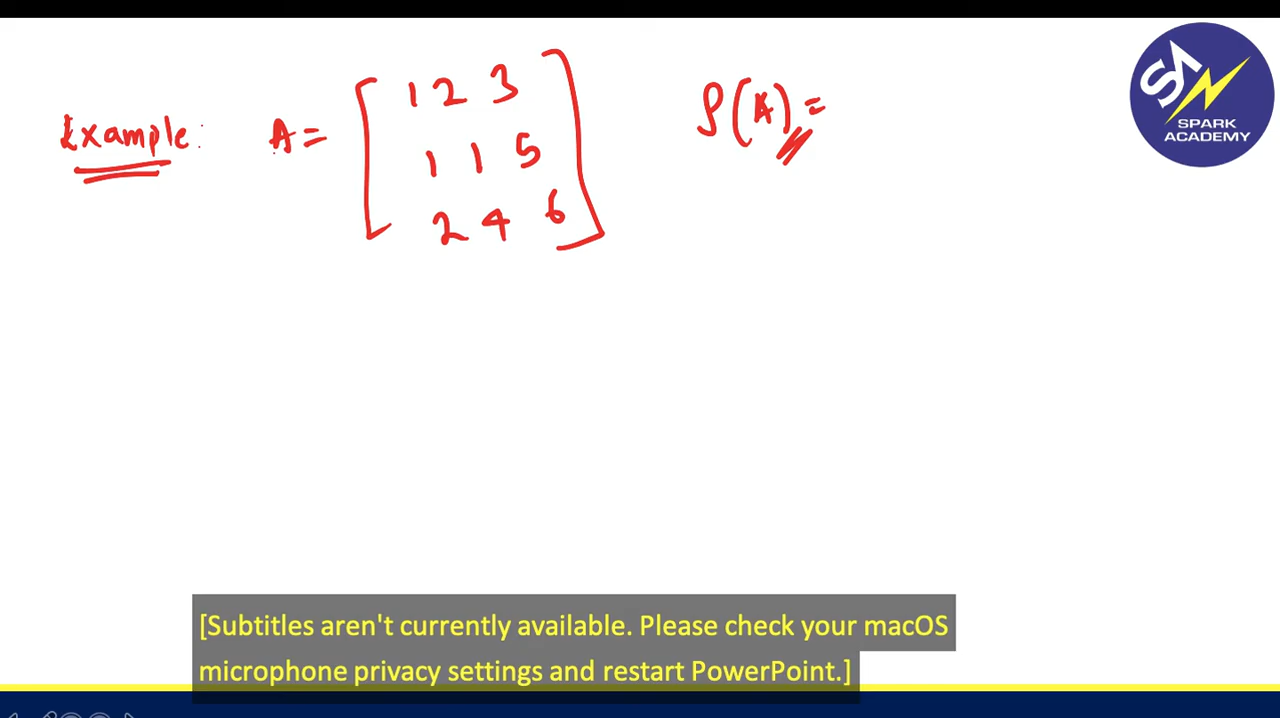 Example: A = [ 1 2 3
1 1 5
2 4 6 ]
ρ(A) =
SPARK
ACADEMY
[Subtitles aren't currently available. Please check your macOS
microphone privacy settings and restart PowerPoint.]